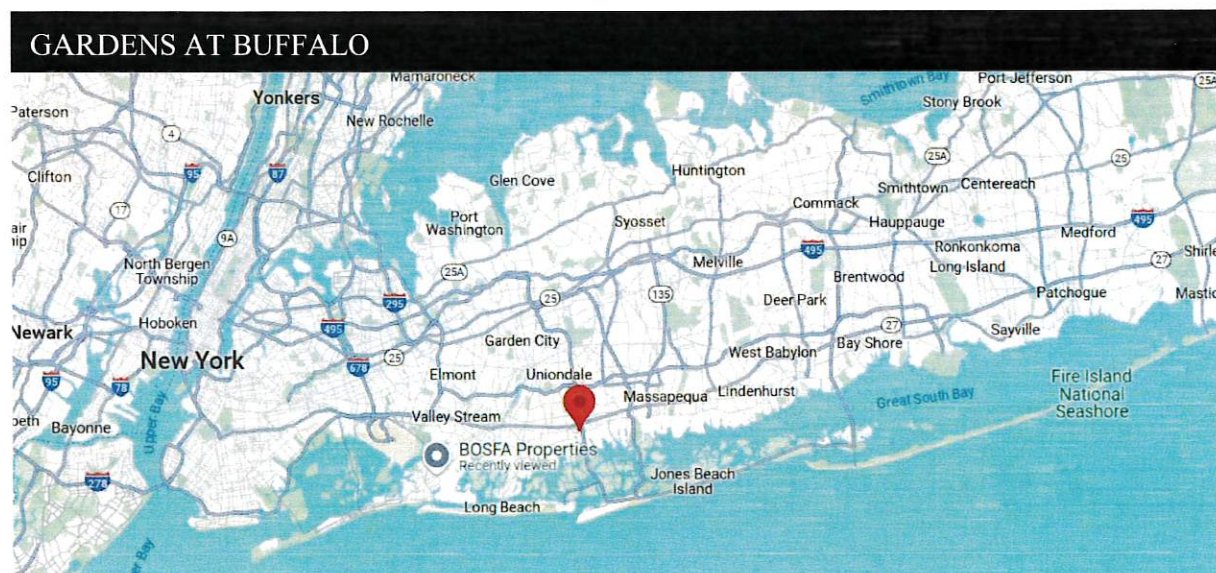 GARDENS AT BUFFALO
Mamaroneck
Yonkers
Smithtown Bay
Port Jefferson
25A
Paterson
4
New Rochelle
Stony Brook
95
87
Clifton
Huntington
25A
25
Glen Cove
Smithtown
Centereach
17
Port
Washington
Syosset
Commack
Hauppauge
495
air
hip
9A
Medford
North Bergen
Township
25A
Melville
495
Ronkonkoma
27
Shirle
Brentwood
Long Island
295
25
135
Deer Park
Patchogue
Mastic
Newark
Hoboken
495
27
Sayville
New York
25
Garden City
West Babylon
Bay Shore
678
Elmont
Uniondale
95
78
Massapequa
Lindenhurst
Great South Bay
Fire Island
National
Seashore
beth
Bayonne
Upper Bay
Valley Stream
BOSFA Properties
Recently viewed
278
Jones Beach
Island
Long Beach
er Bay